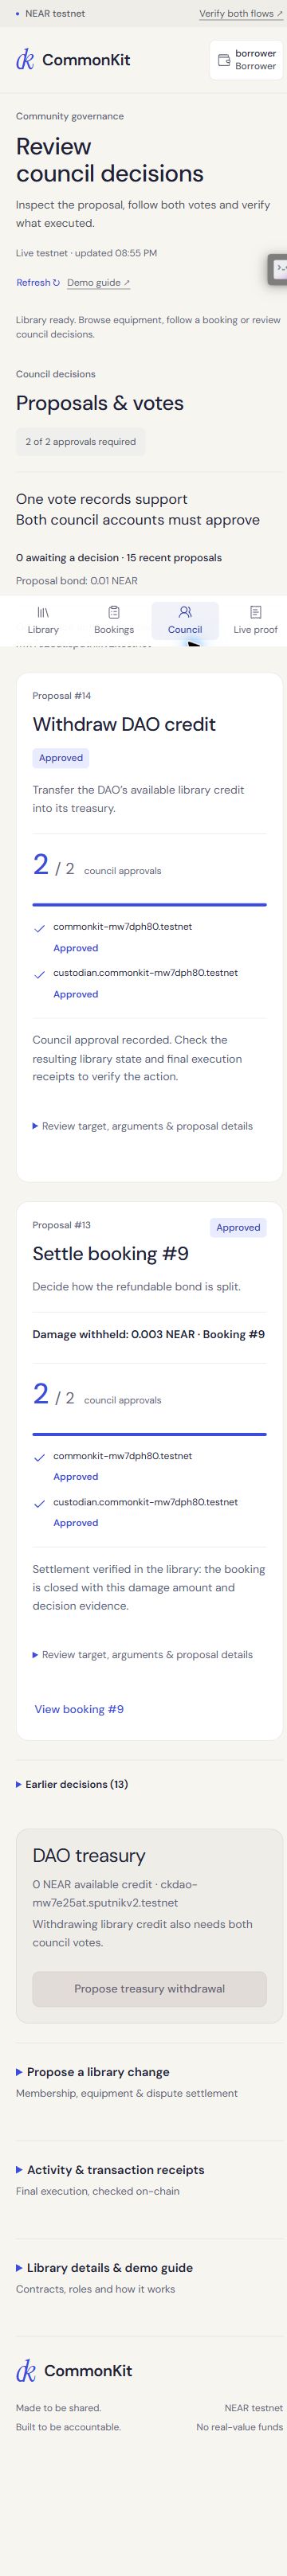 NEAR testnet
Verify both flows ↗
CommonKit
borrower
Borrower
Community governance
Review
council decisions
Inspect the proposal, follow both votes and verify
what executed.
Live testnet · updated 08:55 PM
Refresh ↻ Demo guide ↗
Library ready. Browse equipment, follow a booking or review
council decisions.
Council decisions
Proposals & votes
2 of 2 approvals required
One vote records support
Both council accounts must approve
0 awaiting a decision · 15 recent proposals
Proposal bond: 0.01 NEAR
Library
Bookings
Council
Live proof
Proposal #14
Withdraw DAO credit
Approved
Transfer the DAO's available library credit
into its treasury.
2 / 2 council approvals
commonkit-mw7dph80.testnet
Approved
custodian.commonkit-mw7dph80.testnet
Approved
Council approval recorded. Check the
resulting library state and final execution
receipts to verify the action.
Review target, arguments & proposal details
Proposal #13
Approved
Settle booking #9
Decide how the refundable bond is split.
Damage withheld: 0.003 NEAR · Booking #9
2 / 2 council approvals
commonkit-mw7dph80.testnet
Approved
custodian.commonkit-mw7dph80.testnet
Approved
Settlement verified in the library: the booking
is closed with this damage amount and
decision evidence.
Review target, arguments & proposal details
View booking #9
Earlier decisions (13)
DAO treasury
0 NEAR available credit · ckdao-
mw7e25at.sputnikv2.testnet
Withdrawing library credit also needs both
council votes.
Propose treasury withdrawal
Propose a library change
Membership, equipment & dispute settlement
Activity & transaction receipts
Final execution, checked on-chain
Library details & demo guide
Contracts, roles and how it works
CommonKit
Made to be shared.
NEAR testnet
Built to be accountable.
No real-value funds